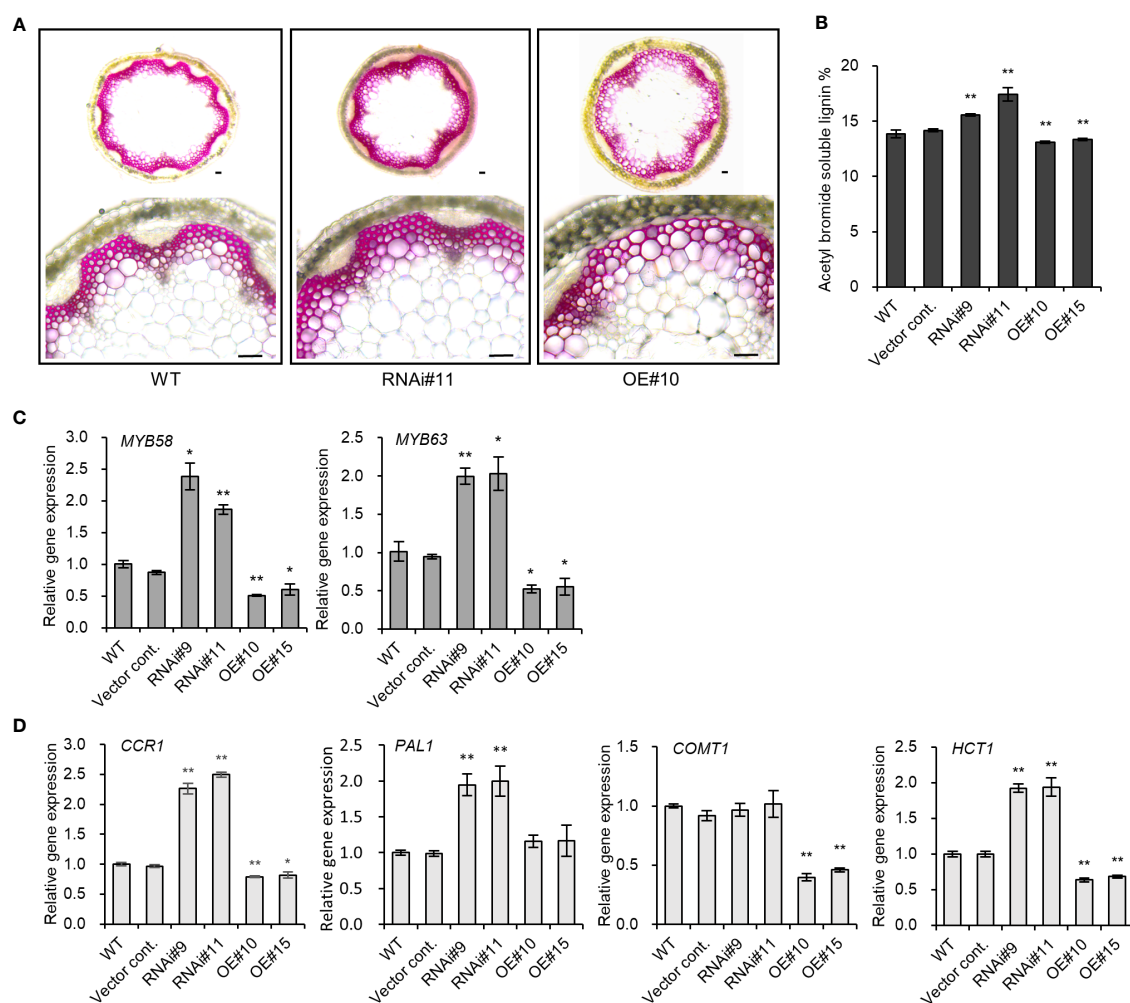 A
WT
RNAi#11
OE#10
B
Acetyl bromide soluble lignin %
20
15
10
5
0
** ** ** **
WT
Vector cont.
RNAi#9
RNAi#11
OE#10
OE#15
C
MYB58
Relative gene expression
3.0
2.5
2.0
1.5
1.0
0.5
0.0
* ** ** *
WT
Vector cont.
RNAi#9
RNAi#11
OE#10
OE#15
MYB63
Relative gene expression
2.5
2.0
1.5
1.0
0.5
0.0
** * * *
WT
Vector cont.
RNAi#9
RNAi#11
OE#10
OE#15
D
CCR1
Relative gene expression
3.0
2.5
2.0
1.5
1.0
0.5
0.0
** ** ** *
WT
Vector cont.
RNAi#9
RNAi#11
OE#10
OE#15
PAL1
Relative gene expression
2.5
2.0
1.5
1.0
0.5
0.0
** **
WT
Vector cont.
RNAi#9
RNAi#11
OE#10
OE#15
COMT1
Relative gene expression
1.5
1.0
0.5
0.0
** **
WT
Vector cont.
RNAi#9
RNAi#11
OE#10
OE#15
HCT1
Relative gene expression
2.5
2.0
1.5
1.0
0.5
0.0
** ** ** **
WT
Vector cont.
RNAi#9
RNAi#11
OE#10
OE#15